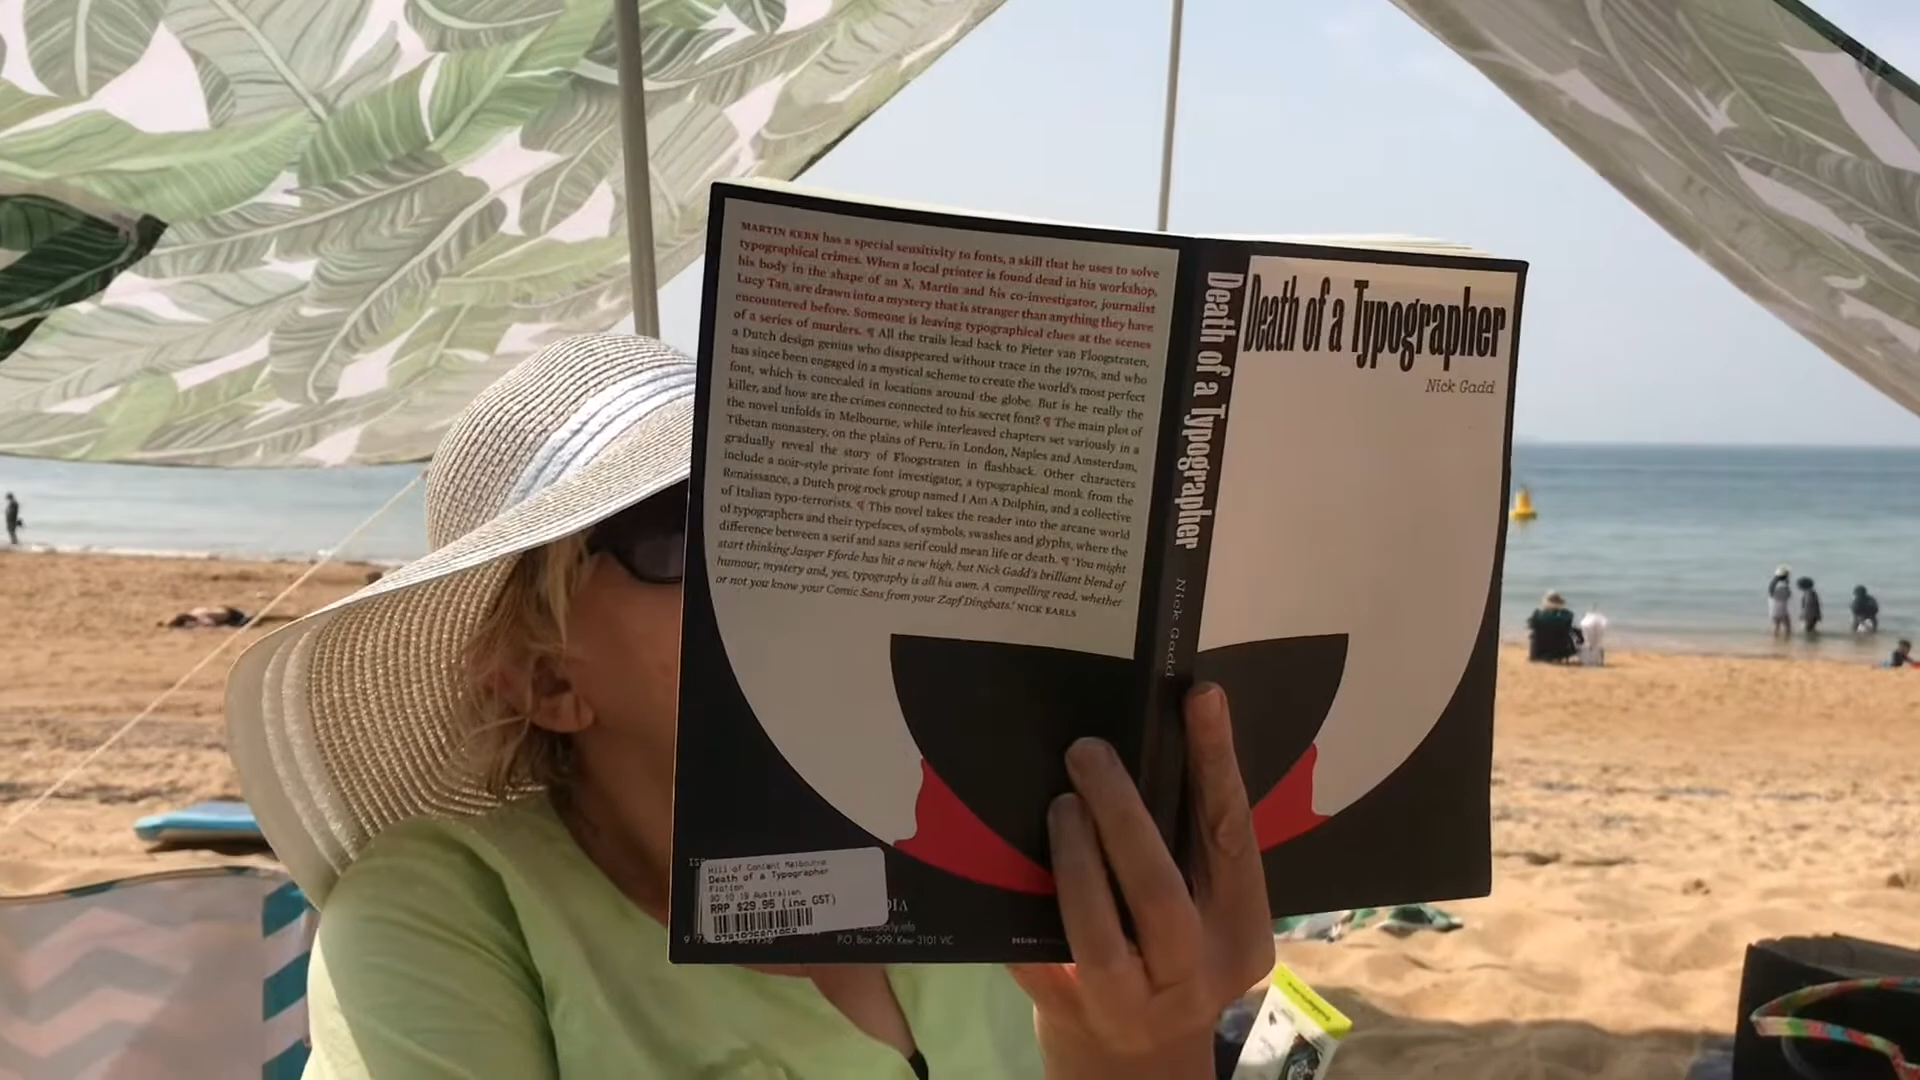 MARTIN KERN has a special sensitivity to fonts, a skill that he uses to solve
typographical crimes. When a local printer is found dead in his workshop,
his body in the shape of an X, Martin and his co-investigator, journalist
Lucy Tan, are drawn into a mystery that is stranger than anything they have
encountered before. Someone is leaving typographical clues at the scenes
of a series of murders. ¶ All the trails lead back to Pieter van Floogstraten,
a Dutch design genius who disappeared without trace in the 1970s, and who
has since been engaged in a mystical scheme to create the world's most perfect
font, which is concealed in locations around the globe. But is he really the
killer, and how are the crimes connected to his secret font? ¶ The main plot of
the novel unfolds in Melbourne, while interleaved chapters set variously in a
Tibetan monastery, on the plains of Peru, in London, Naples and Amsterdam,
gradually reveal the story of Floogstraten in flashback. Other characters
include a noir-style private font investigator, a typographical monk from the
Renaissance, a Dutch prog rock group named I Am A Dolphin, and a collective
of Italian typo-terrorists. ¶ This novel takes the reader into the arcane world
of typographers and their typefaces, of symbols, swashes and glyphs, where the
difference between a serif and sans serif could mean life or death. ¶ 'You might
start thinking Jasper Fforde has hit a new high, but Nick Gadd's brilliant blend of
humour, mystery and, yes, typography is all his own. A compelling read, whether
or not you know your Comic Sans from your Zapf Dingbats.' NICK EARLS
Hill of Content Melbourne
Death of a Typographer
Fiction
30.10.19 Australian
RRP $29.95 (inc GST)
P.O. Box 299, Kew 3101 VIC
DESIGN
Death of a Typographer
Nick Gadd
Death of a Typographer
Nick Gadd